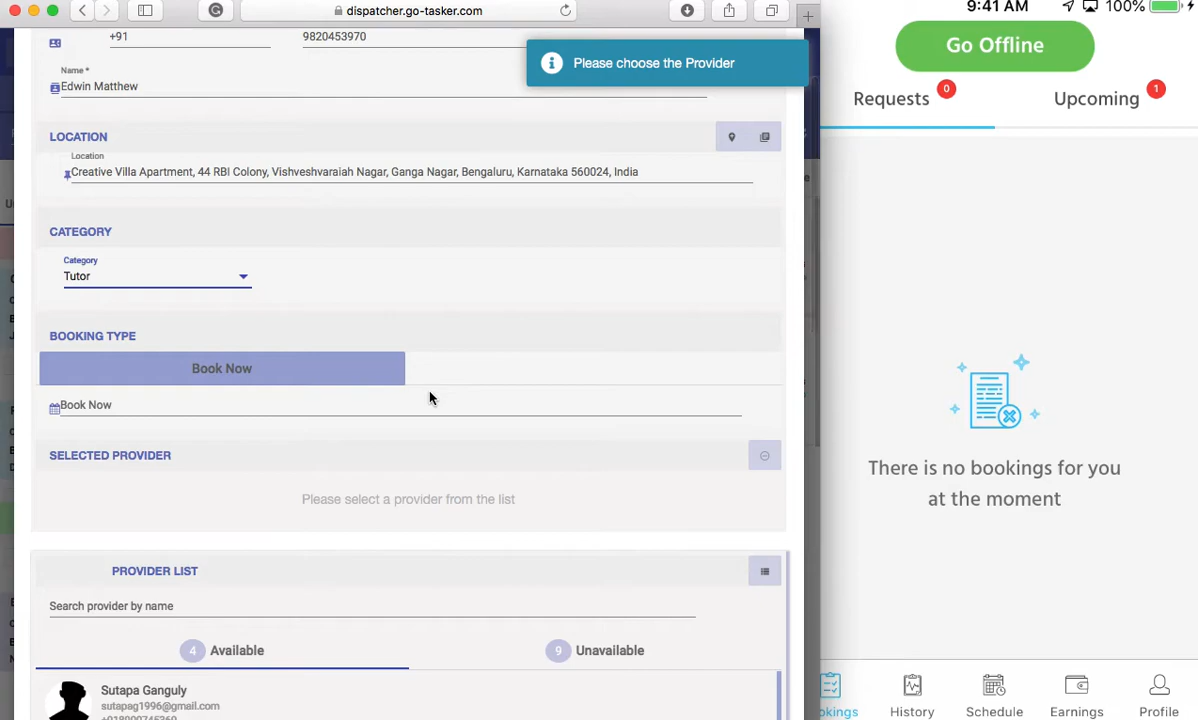 dispatcher.go-tasker.com
+91
9820453970
Please choose the Provider
Name *
Edwin Matthew
LOCATION
Location
Creative Villa Apartment, 44 RBI Colony, Vishveshvaraiah Nagar, Ganga Nagar, Bengaluru, Karnataka 560024, India
CATEGORY
Category
Tutor
BOOKING TYPE
Book Now
Book Now
SELECTED PROVIDER
Please select a provider from the list
PROVIDER LIST
Search provider by name
4 Available
9 Unavailable
Sutapa Ganguly
sutapag1996@gmail.com
9:41 AM
100%
Go Offline
Requests 0
Upcoming 1
There is no bookings for you
at the moment
okings
History
Schedule
Earnings
Profile